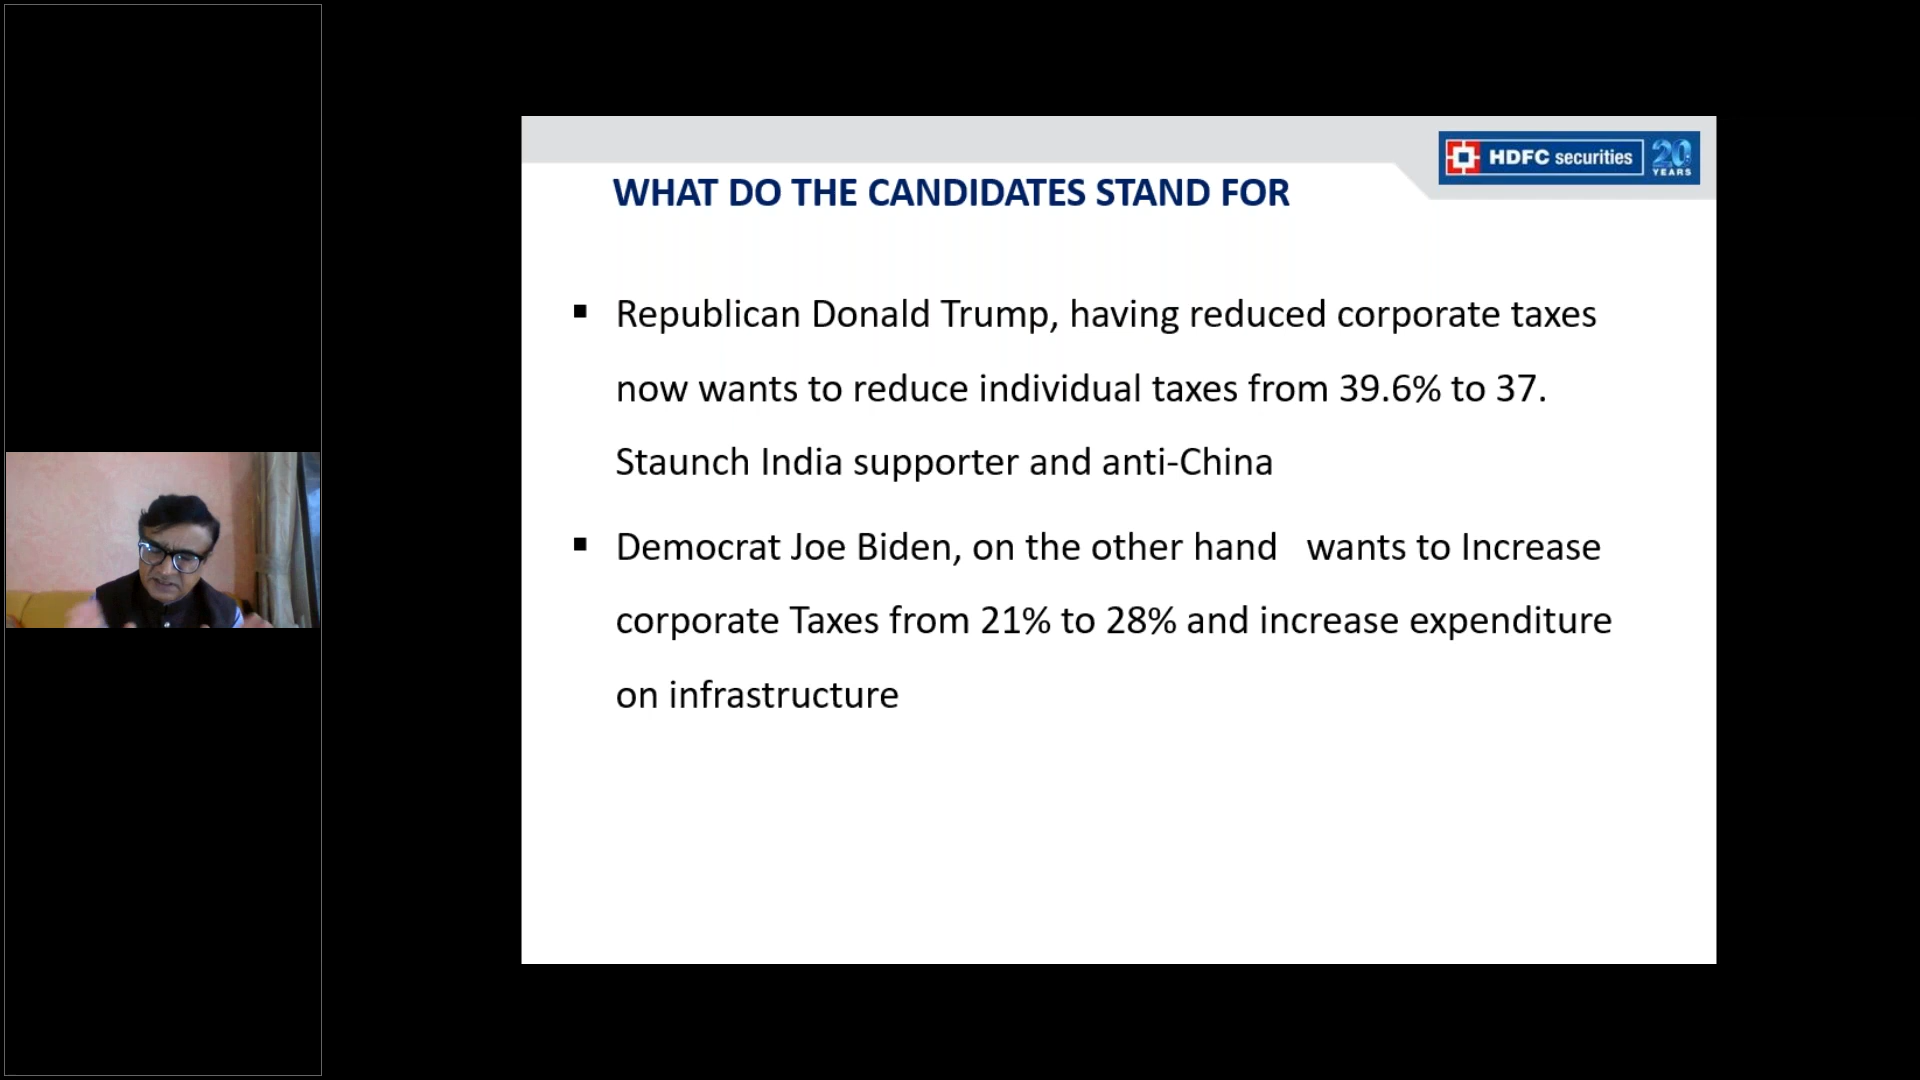 HDFC securities 20 YEARS
WHAT DO THE CANDIDATES STAND FOR
▪ Republican Donald Trump, having reduced corporate taxes
now wants to reduce individual taxes from 39.6% to 37.
Staunch India supporter and anti-China
▪ Democrat Joe Biden, on the other hand   wants to Increase
corporate Taxes from 21% to 28% and increase expenditure
on infrastructure